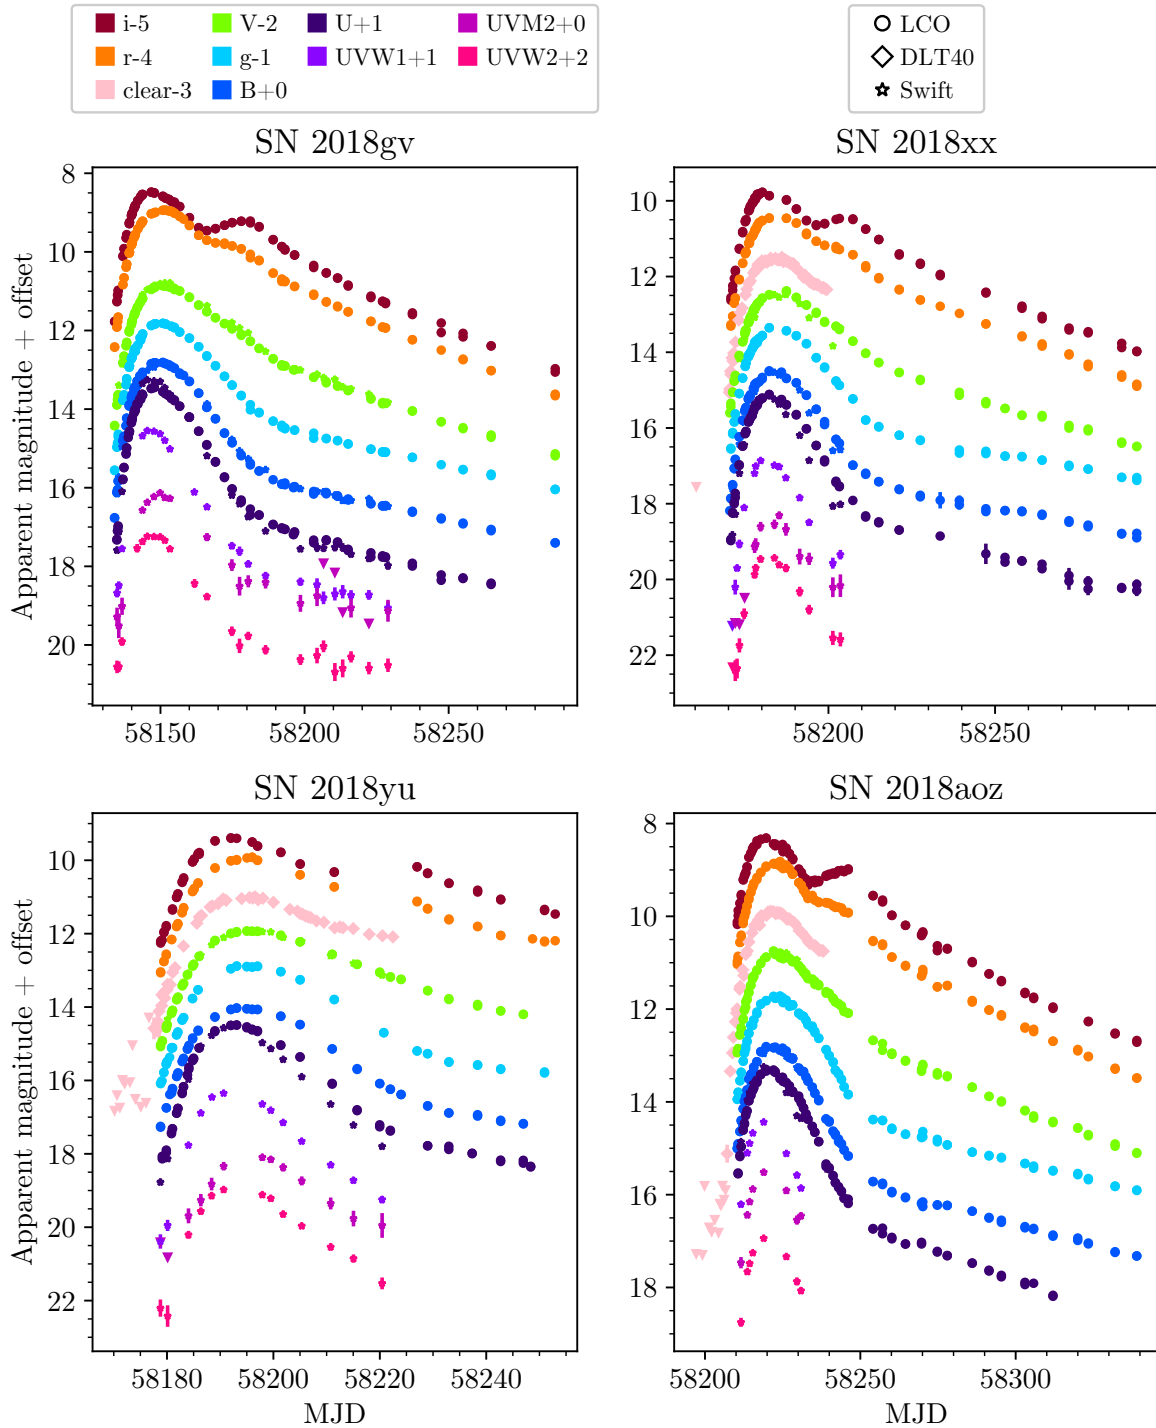 i-5 V-2 U+1 UVM2+0
r-4 g-1 UVW1+1 UVW2+2
clear-3 B+0
LCO
DLT40
Swift
SN 2018gv
SN 2018xx
8
10
12
14
16
18
20
Apparent magnitude + offset
58150 58200 58250
10
12
14
16
18
20
22
58200 58250
SN 2018yu
SN 2018aoz
10
12
14
16
18
20
22
Apparent magnitude + offset
58180 58200 58220 58240
MJD
8
10
12
14
16
18
58200 58250 58300
MJD